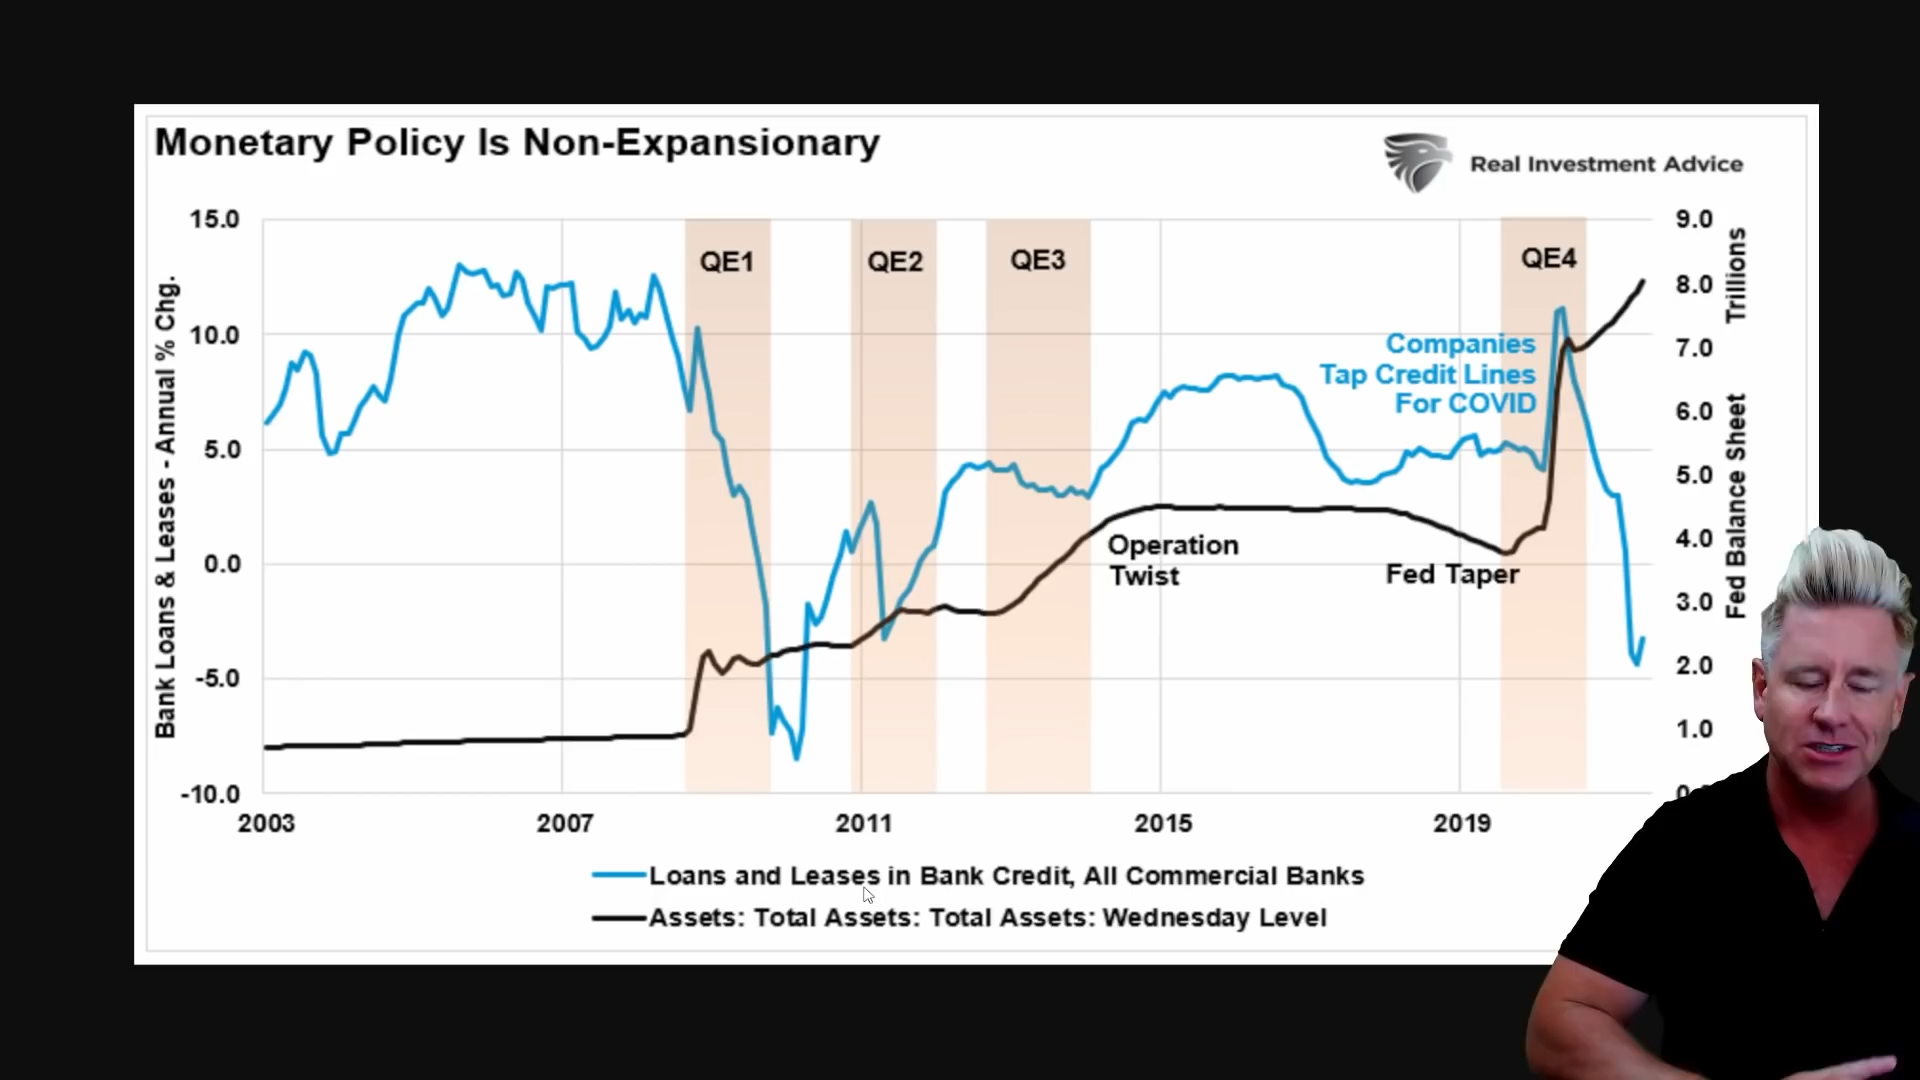 Monetary Policy Is Non-Expansionary
Real Investment Advice
15.0
10.0
5.0
0.0
-5.0
-10.0
Bank Loans & Leases - Annual % Chg.
QE1
QE2
QE3
QE4
Companies
Tap Credit Lines
For COVID
Operation
Twist
Fed Taper
9.0
8.0
7.0
6.0
5.0
4.0
3.0
2.0
1.0
Trillions
Fed Balance Sheet
2003
2007
2011
2015
2019
Loans and Leases in Bank Credit, All Commercial Banks
Assets: Total Assets: Total Assets: Wednesday Level